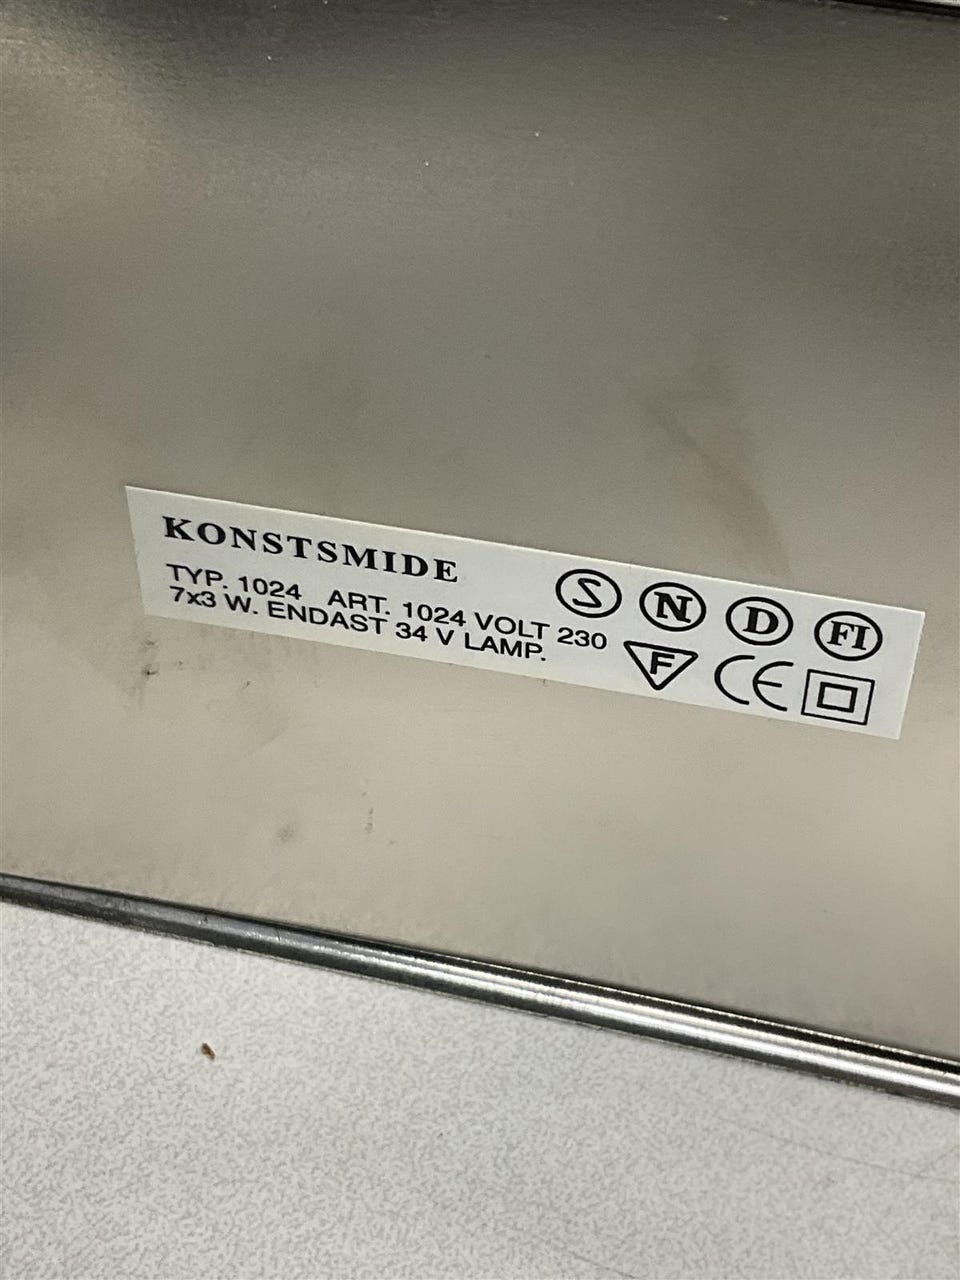 KONSTSMIDE
TYP. 1024 ART. 1024 VOLT 230
7x3 W. ENDAST 34 V LAMP.
S N D FI
F CE